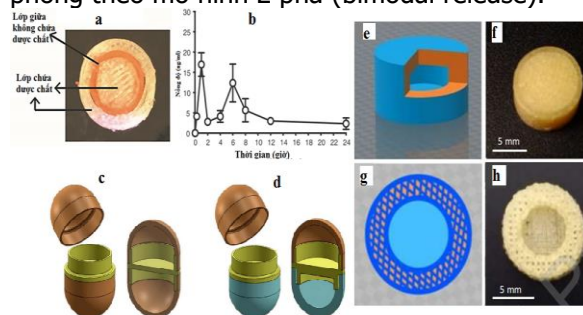 phóng theo mô hình 2 pha (bimodal release).
a
Lớp giữa
không chứa
dược chất
Lớp chứa
dược chất
b
Nồng độ (ng/ml)
30
25
20
15
10
5
0
0 2 4 6 8 10 12 14 16 18 20 22 24
Thời gian (giờ)
e
f
5 mm
c
d
g
h
5 mm